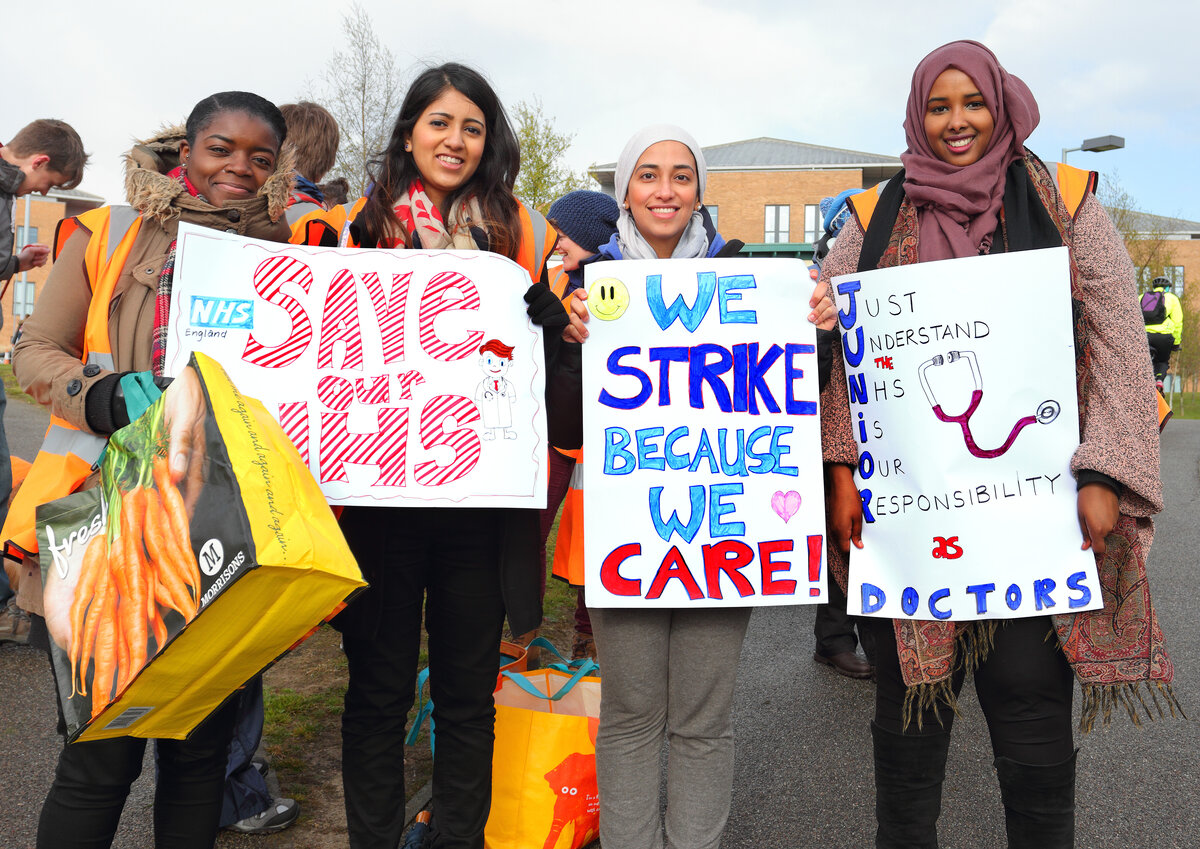 NHS
England
SAVe
oUr
NHS
fresh
again and again and again...
M
MORRISONS
WE
STRIKE
BECAUSE
WE
CARE!
JUST
UNDERSTAND
THE
NHS
iS
OUR
RESPONSIBILITY
as
DOCTORS